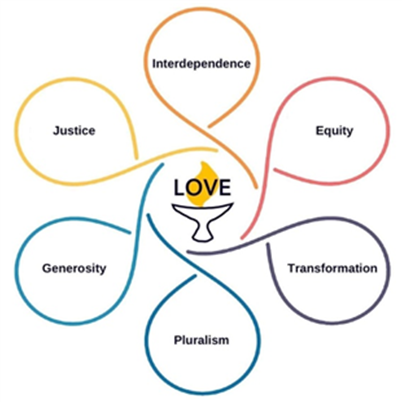 Interdependence
Justice
Equity
LOVE
Generosity
Transformation
Pluralism